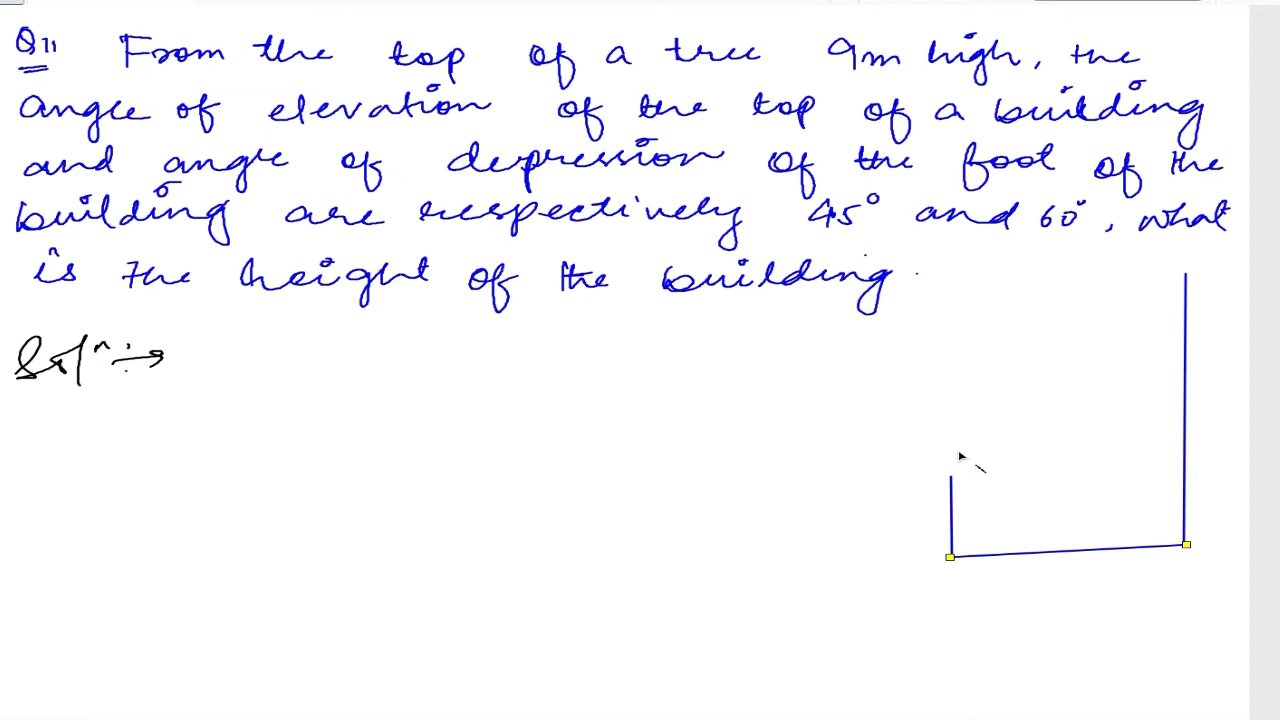 Q11 From the top of a tree 9m high, the
angle of elevation of the top of a building
and angle of depression of the foot of the
building are respectively 45° and 60°, what
is the height of the building.
Solⁿ ÷→